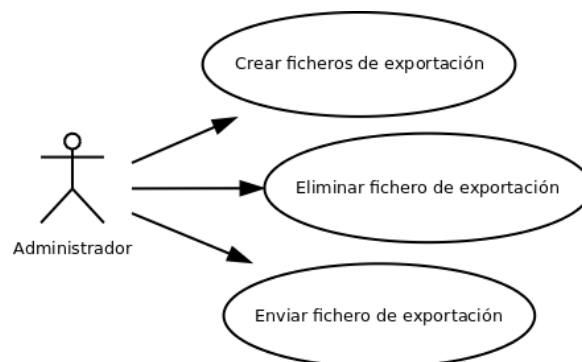 Crear ficheros de exportación
Eliminar fichero de exportación
Administrador
Enviar fichero de exportación